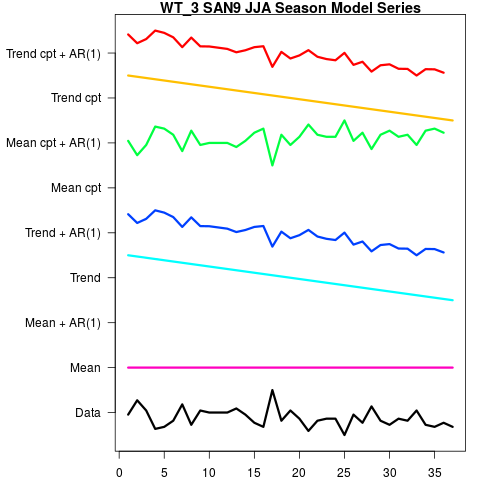 WT_3 SAN9 JJA Season Model Series
Trend cpt + AR(1)
Trend cpt
Mean cpt + AR(1)
Mean cpt
Trend + AR(1)
Trend
Mean + AR(1)
Mean
Data
0 5 10 15 20 25 30 35